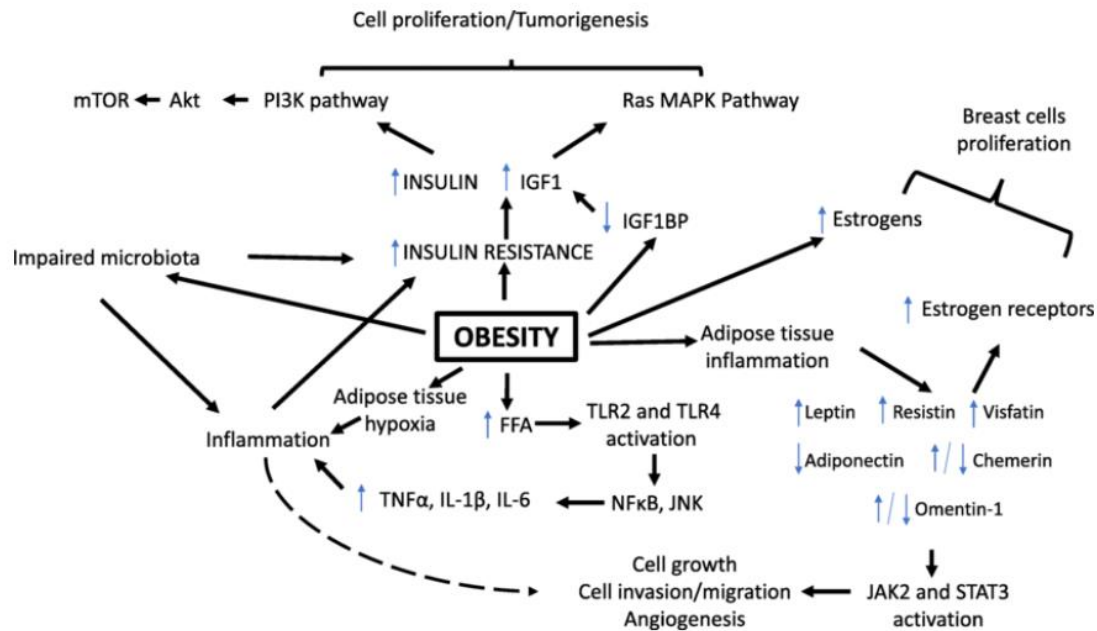 Cell proliferation/Tumorigenesis
mTOR Akt PI3K pathway Ras MAPK Pathway
Breast cells
proliferation
INSULIN IGF1
IGF1BP
Estrogens
Impaired microbiota
INSULIN RESISTANCE
OBESITY
Estrogen receptors
Adipose tissue
inflammation
Adipose tissue
hypoxia
FFA
TLR2 and TLR4
activation
Leptin Resistin Visfatin
Inflammation
Adiponectin Chemerin
TNFα, IL-1β, IL-6
NFκB, JNK
Omentin-1
Cell growth
Cell invasion/migration
Angiogenesis
JAK2 and STAT3
activation